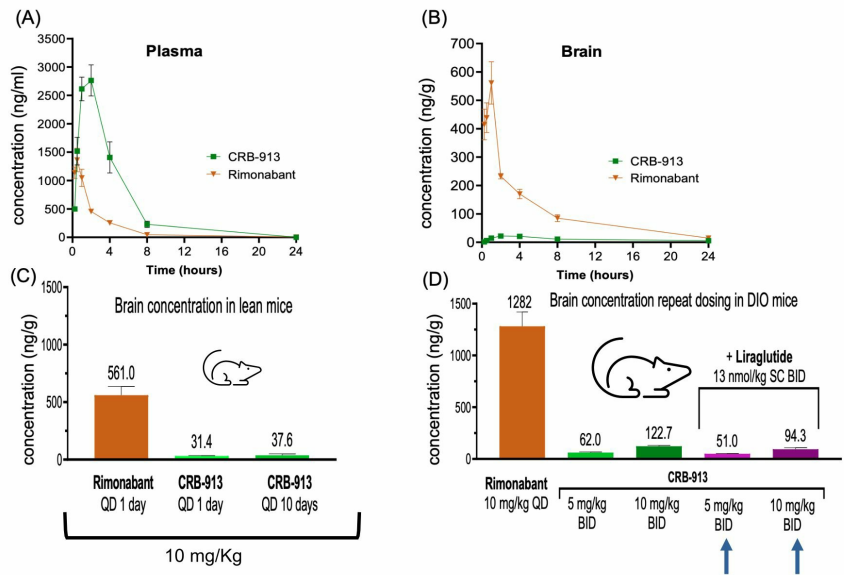 (A)
Plasma
concentration (ng/ml)
3500
3000
2500
2000
1500
1000
500
0
CRB-913
Rimonabant
0 4 8 12 16 20 24
Time (hours)
(B)
Brain
concentration (ng/g)
700
600
500
400
300
200
100
0
CRB-913
Rimonabant
0 4 8 12 16 20 24
Time (hours)
(C)
Brain concentration in lean mice
concentration (ng/g)
1500
1000
500
0
561.0
31.4
37.6
Rimonabant
QD 1 day
CRB-913
QD 1 day
CRB-913
QD 10 days
10 mg/Kg
(D)
Brain concentration repeat dosing in DIO mice
concentration (ng/g)
1500
1000
500
0
1282
+ Liraglutide
13 nmol/kg SC BID
62.0
122.7
51.0
94.3
Rimonabant
10 mg/kg QD
CRB-913
5 mg/kg
BID
10 mg/kg
BID
5 mg/kg
BID
10 mg/kg
BID